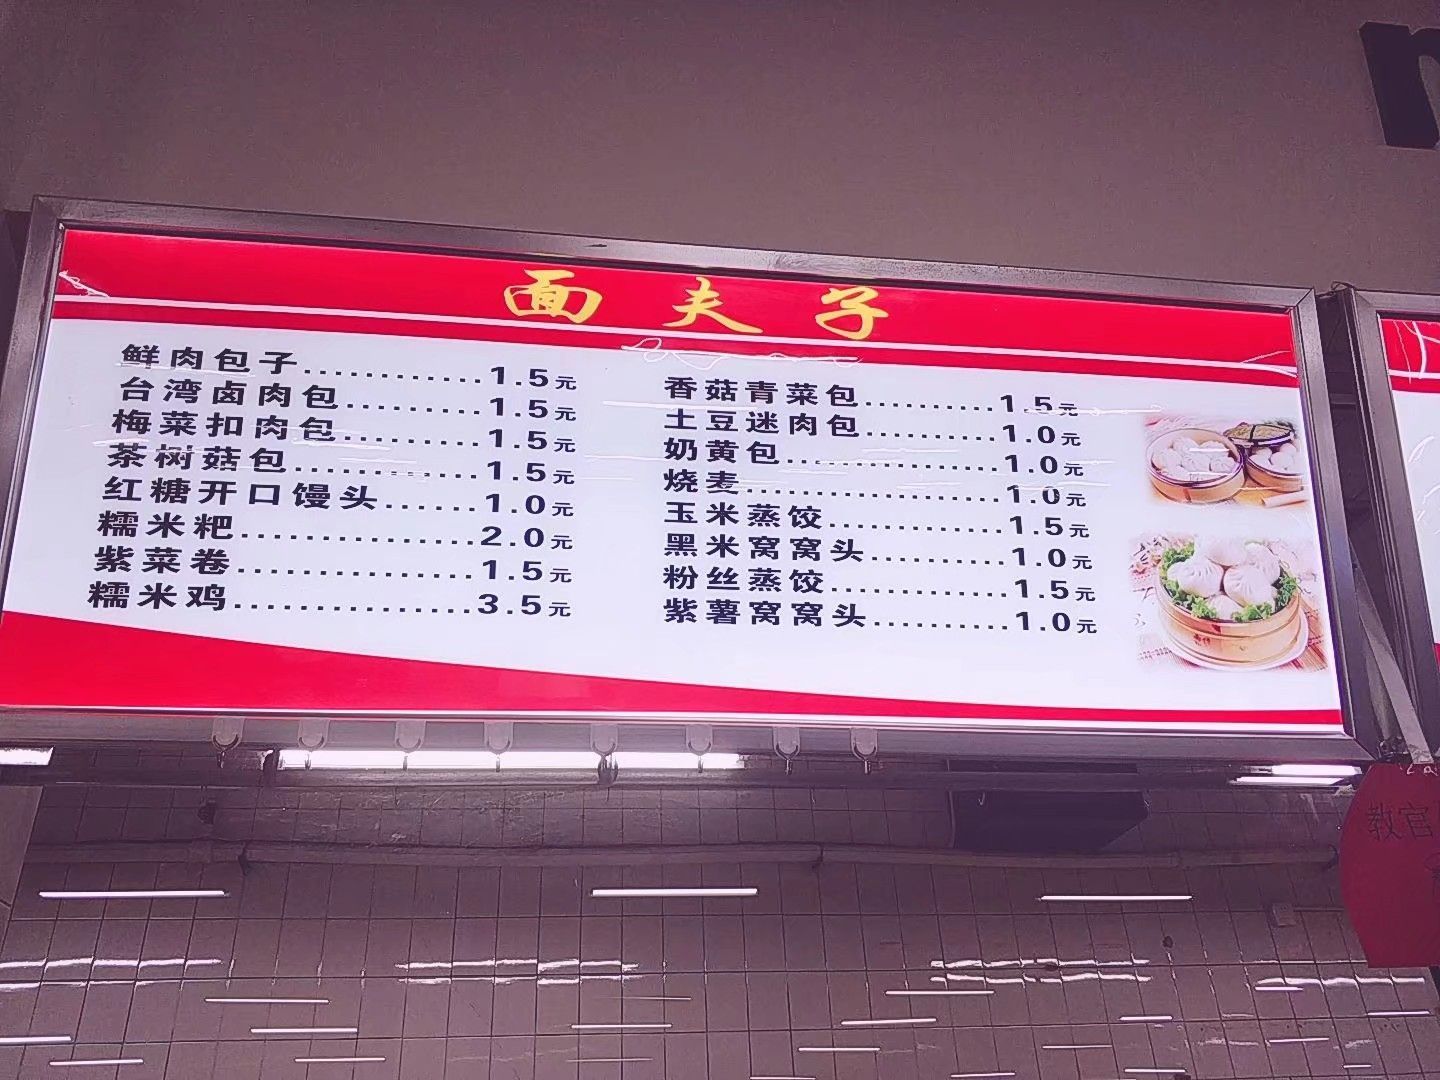 面夫子
鲜肉包子............1.5元
台湾卤肉包.........1.5元
梅菜扣肉包.........1.5元
茶树菇包............1.5元
红糖开口馒头......1.0元
糯米粑...............2.0元
紫菜卷...............1.5元
糯米鸡...............3.5元
香菇青菜包..........1.5元
土豆迷肉包..........1.0元
奶黄包................1.0元
烧麦...................1.0元
玉米蒸饺.............1.5元
黑米窝窝头..........1.0元
粉丝蒸饺.............1.5元
紫薯窝窝头..........1.0元
教官